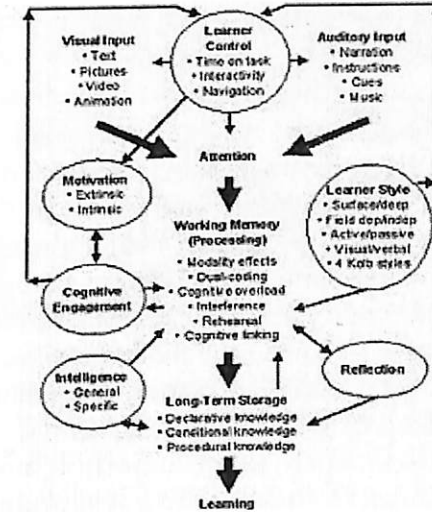 Visual Input
• Text
• Pictures
• Video
• Animation
Learner
Control
• Time on task
• Interactivity
• Navigation
Auditory Input
• Narration
• Instructions
• Cues
• Music
Attention
Motivation
• Extrinsic
• Intrinsic
Working Memory
(Processing)
• Modality effects
• Dual-coding
• Cognitive overload
• Interference
• Rehearsal
• Cognitive linking
Learner Style
• Surface/deep
• Field dep/indep
• Active/passive
• Visual/verbal
• 4 Kolb styles
Cognitive
Engagement
Intelligence
• General
• Specific
Reflection
Long-Term Storage
• Declarative knowledge
• Conditional knowledge
• Procedural knowledge
Learning